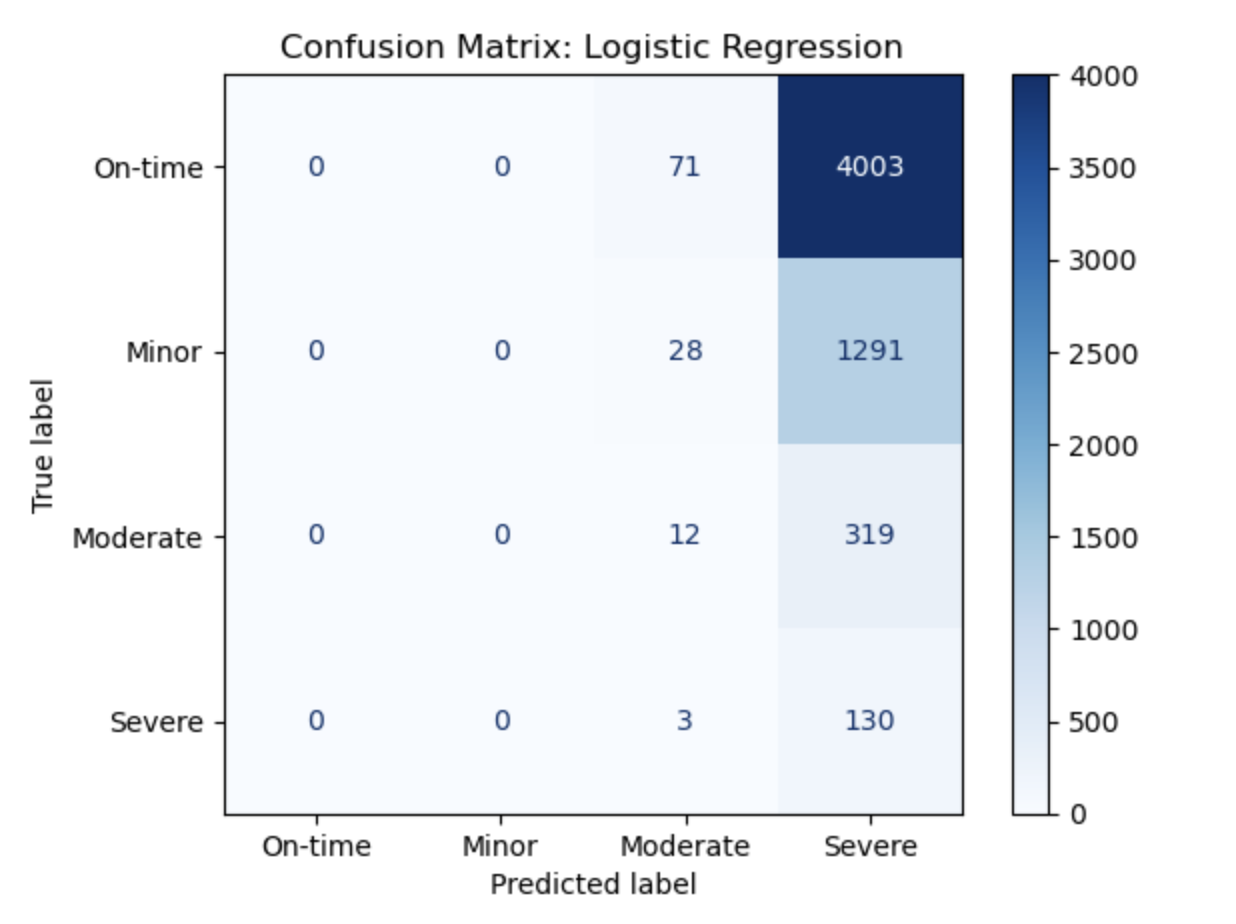 Confusion Matrix: Logistic Regression
On-time 0 0 71 4003
Minor 0 0 28 1291
Moderate 0 0 12 319
Severe 0 0 3 130
On-time Minor Moderate Severe
Predicted label
True label
4000
3500
3000
2500
2000
1500
1000
500
0